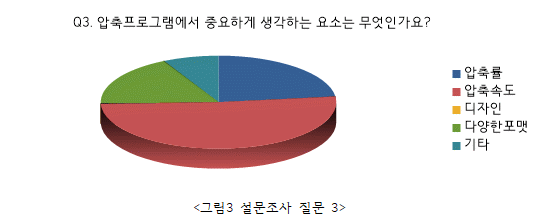 Q3. 압축프로그램에서 중요하게 생각하는 요소는 무엇인가요?
압축률
압축속도
디자인
다양한포맷
기타
<그림3 설문조사 질문 3>